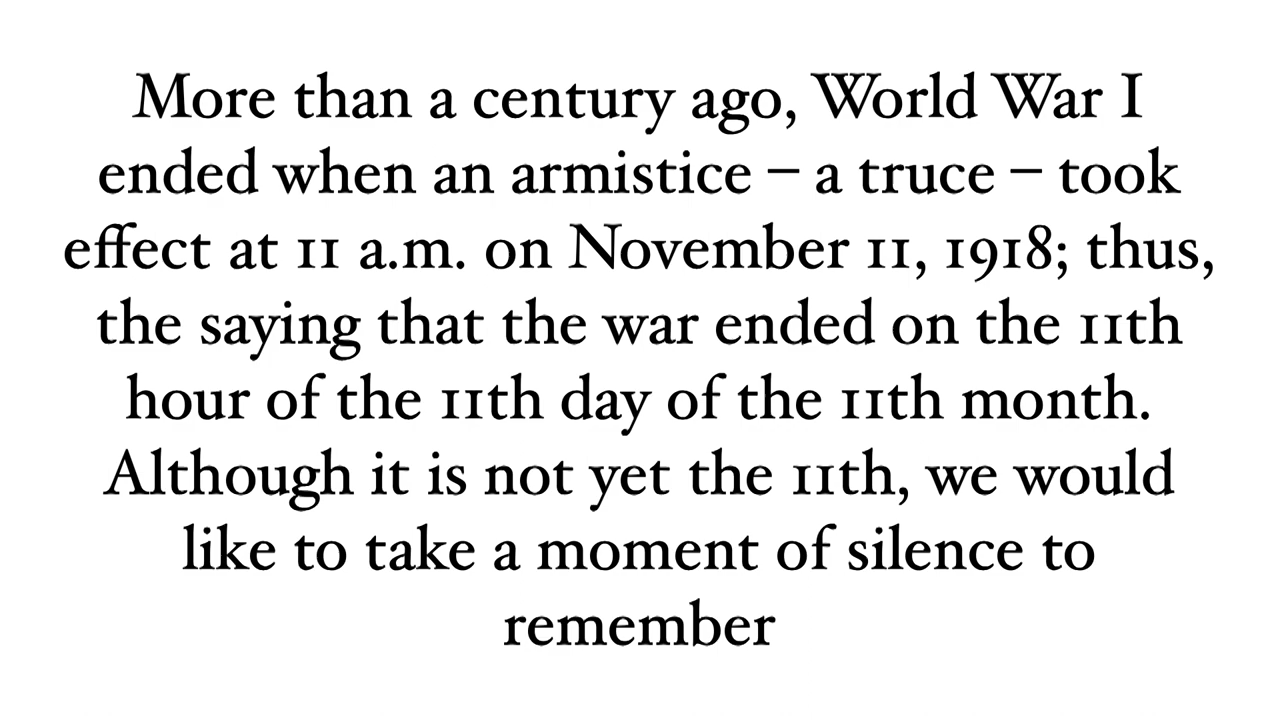 More than a century ago, World War I
ended when an armistice – a truce – took
effect at 11 a.m. on November 11, 1918; thus,
the saying that the war ended on the 11th
hour of the 11th day of the 11th month.
Although it is not yet the 11th, we would
like to take a moment of silence to
remember